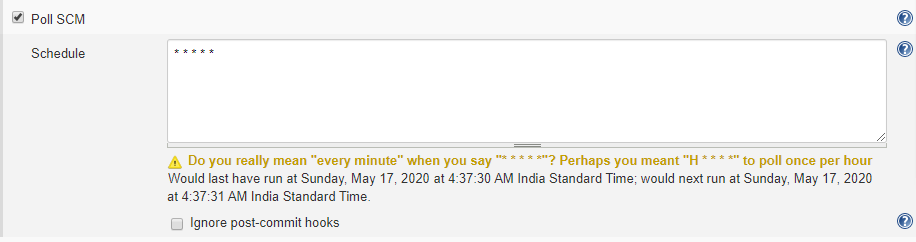 Poll SCM
Schedule
* * * * *
Do you really mean "every minute" when you say "* * * * *"? Perhaps you meant "H * * * *" to poll once per hour
Would last have run at Sunday, May 17, 2020 at 4:37:30 AM India Standard Time; would next run at Sunday, May 17, 2020
at 4:37:31 AM India Standard Time.
Ignore post-commit hooks